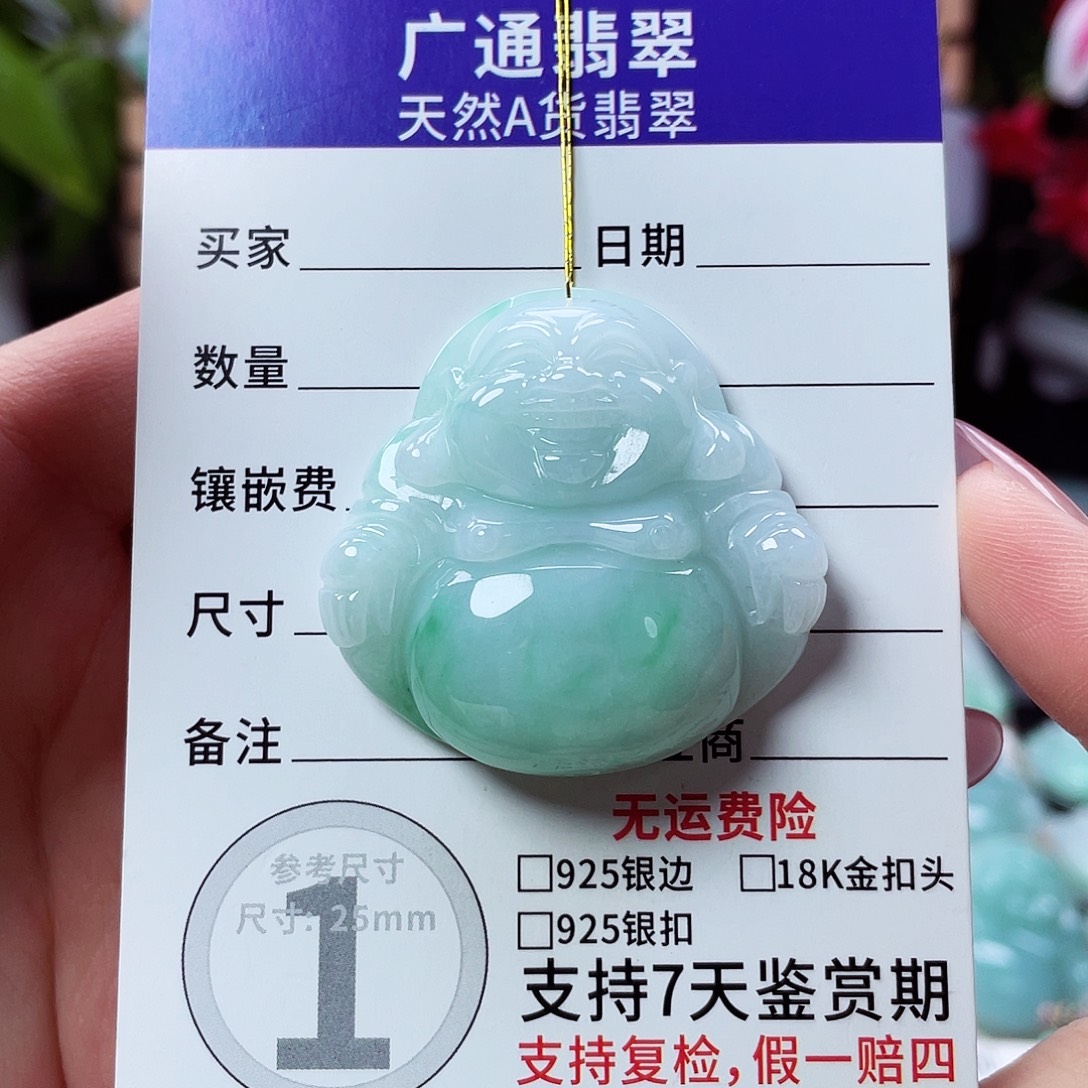 广通翡翠
天然A货翡翠
买家 日期
数量
镶嵌费
尺寸
备注 商
无运费险
参考尺寸
尺寸: 25mm
1
□925银边 □18K金扣头
□925银扣
支持7天鉴赏期
支持复检,假一赔四